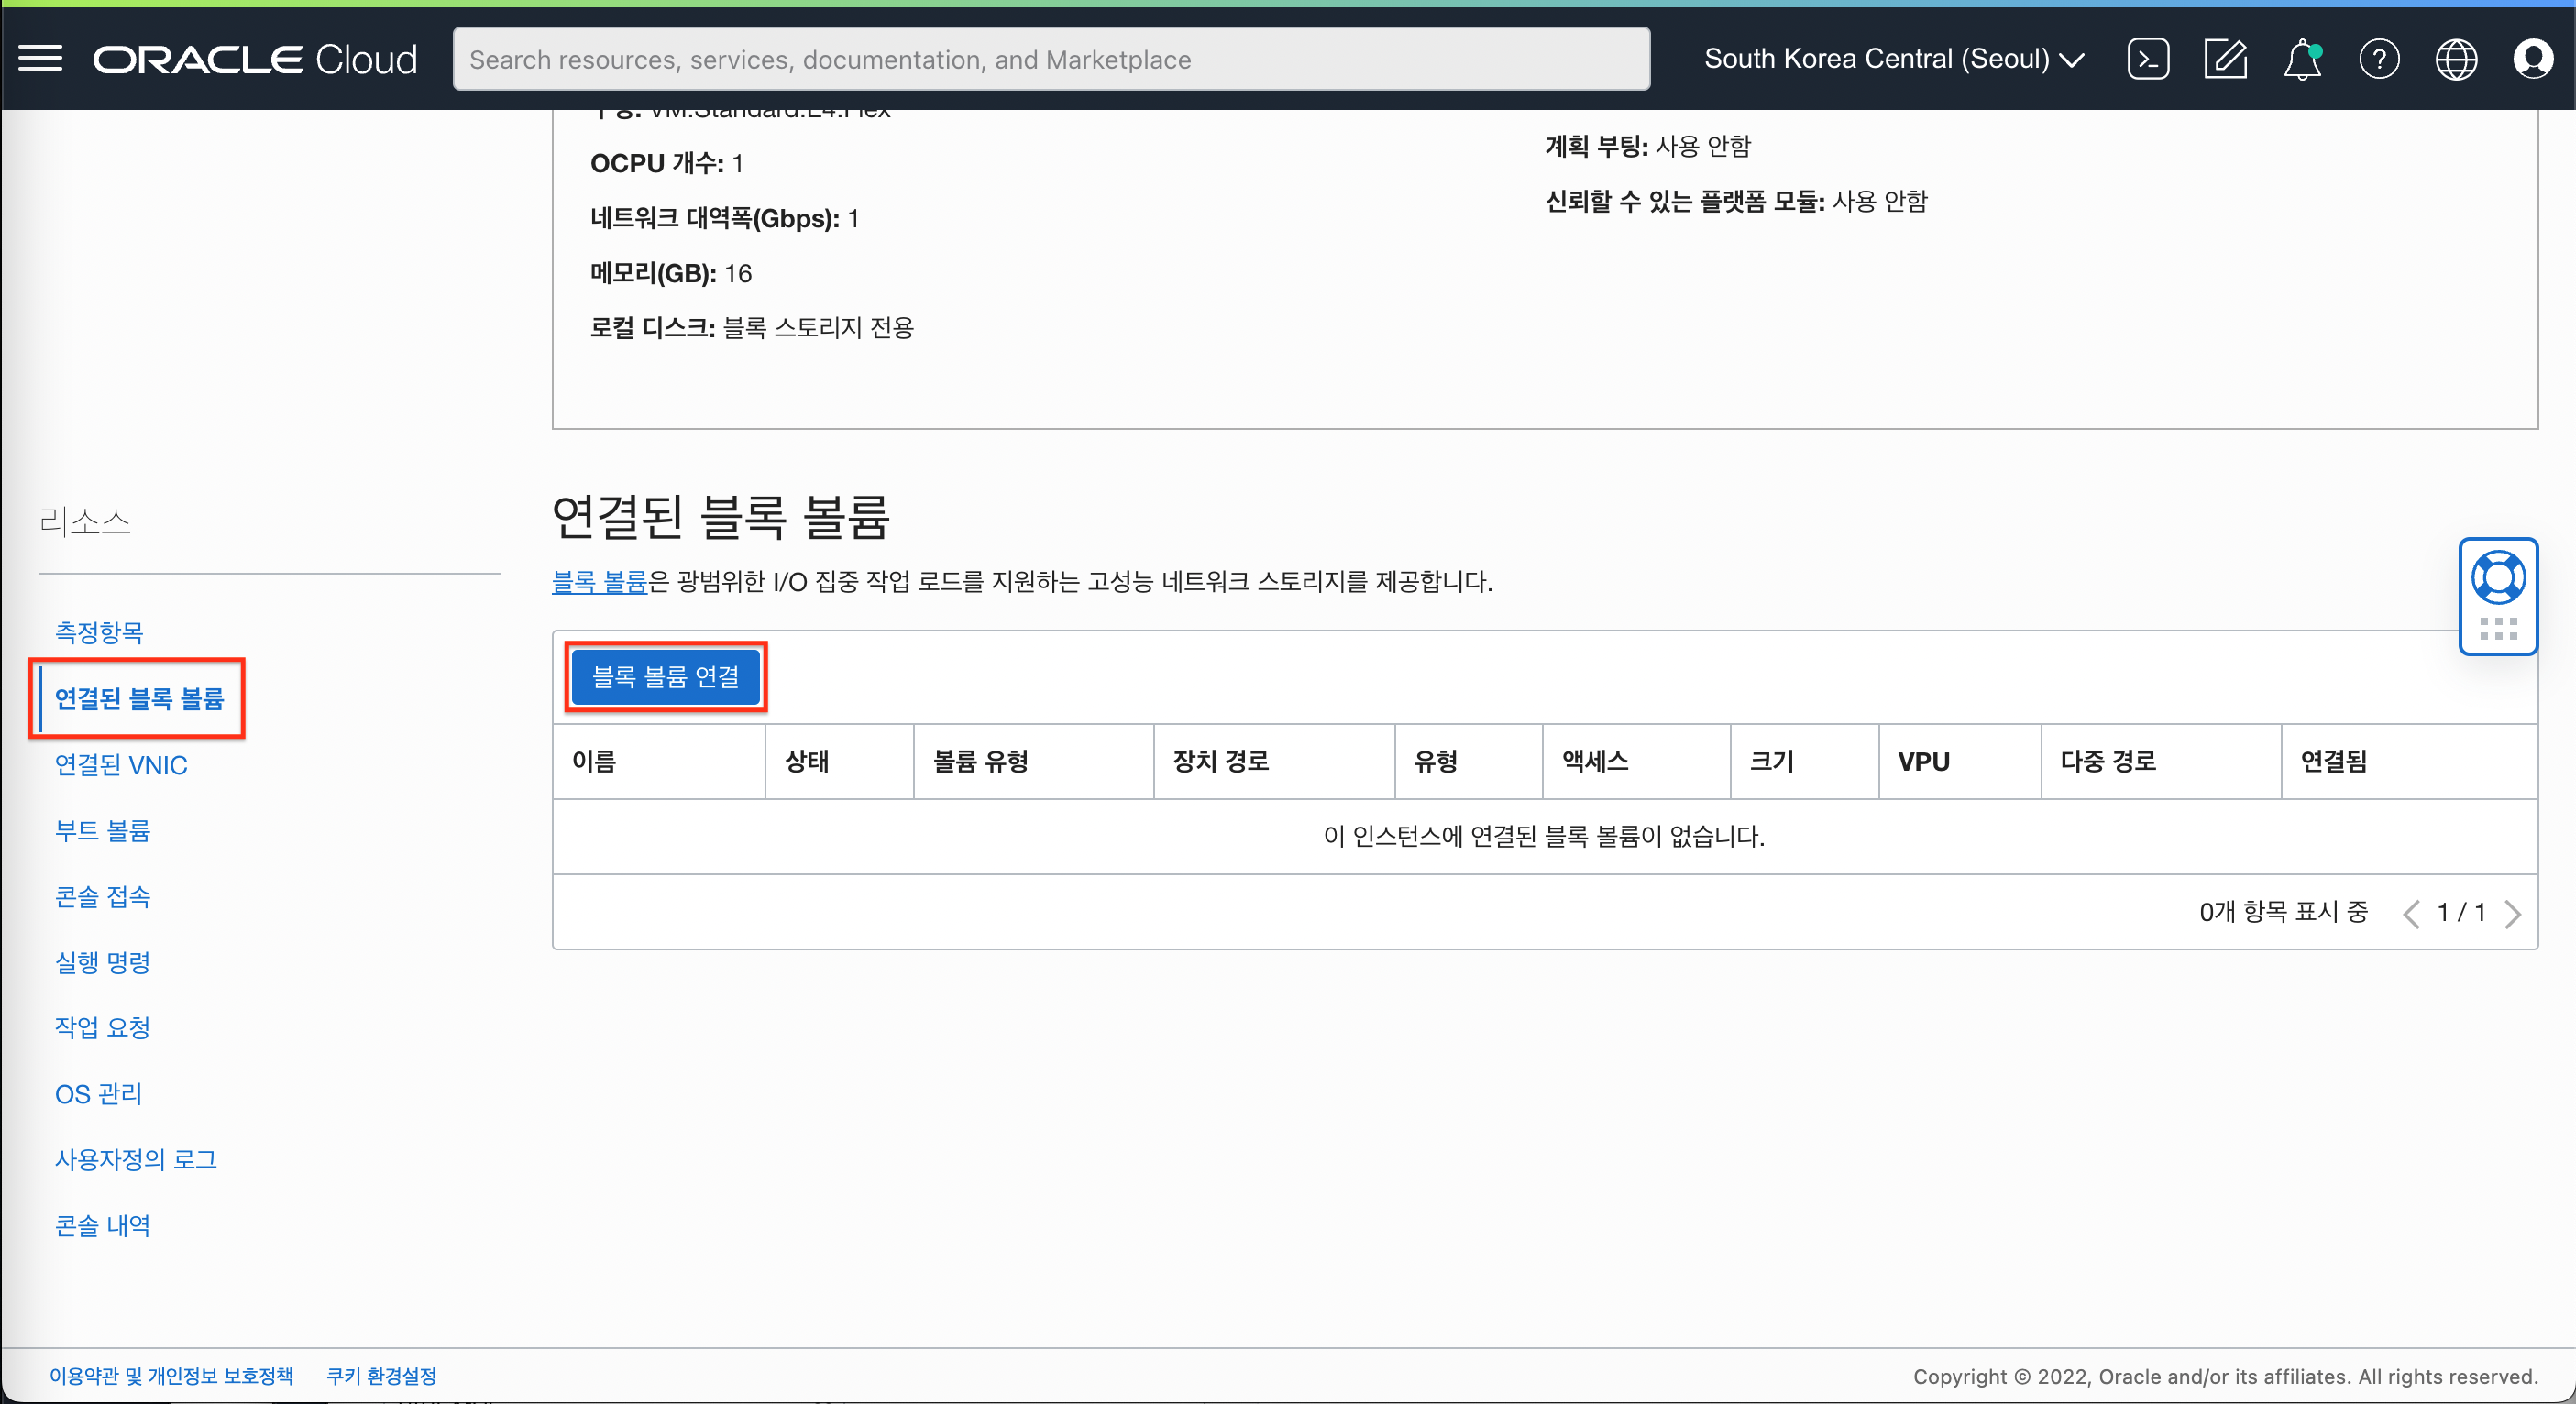 ORACLE Cloud
Search resources, services, documentation, and Marketplace
South Korea Central (Seoul)
VM.Standard.E4.Flex
OCPU 개수: 1
네트워크 대역폭(Gbps): 1
메모리(GB): 16
로컬 디스크: 블록 스토리지 전용
계획 부팅: 사용 안함
신뢰할 수 있는 플랫폼 모듈: 사용 안함
리소스
측정항목
연결된 블록 볼륨
연결된 VNIC
부트 볼륨
콘솔 접속
실행 명령
작업 요청
OS 관리
사용자정의 로그
콘솔 내역
연결된 블록 볼륨
블록 볼륨은 광범위한 I/O 집중 작업 로드를 지원하는 고성능 네트워크 스토리지를 제공합니다.
블록 볼륨 연결
이름 상태 볼륨 유형 장치 경로 유형 액세스 크기 VPU 다중 경로 연결됨
이 인스턴스에 연결된 블록 볼륨이 없습니다.
0개 항목 표시 중 1 / 1
이용약관 및 개인정보 보호정책 쿠키 환경설정
Copyright © 2022, Oracle and/or its affiliates. All rights reserved.